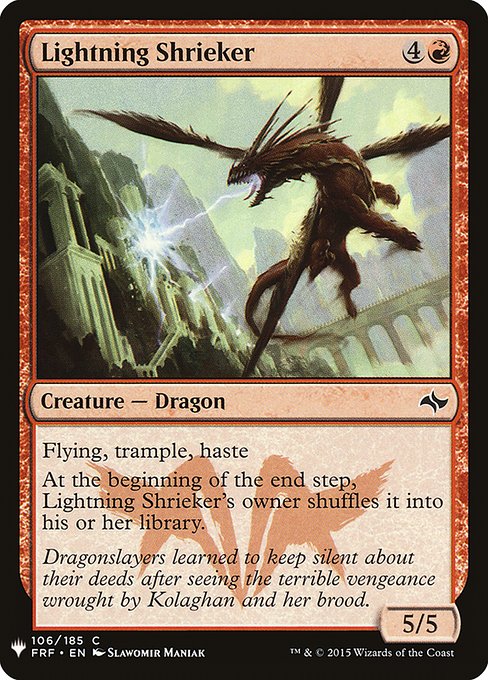 Lightning Shrieker 4
Creature — Dragon
Flying, trample, haste
At the beginning of the end step,
Lightning Shrieker's owner shuffles it into
his or her library.
Dragonslayers learned to keep silent about
their deeds after seeing the terrible vengeance
wrought by Kolaghan and her brood.
5/5
106/185 C
FRF • EN SLAWOMIR MANIAK ™ & © 2015 Wizards of the Coast